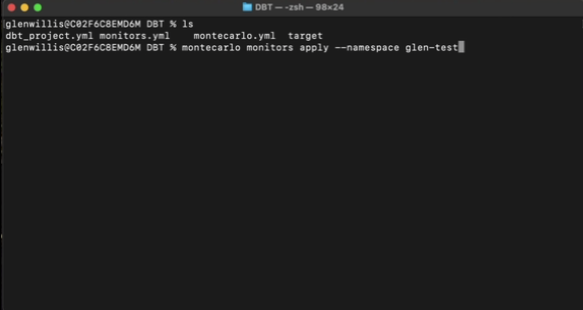 DBT — -zsh — 98×24
glenwillis@C02F6C8EMD6M DBT % ls
dbt_project.yml monitors.yml montecarlo.yml target
glenwillis@C02F6C8EMD6M DBT % montecarlo monitors apply --namespace glen-test